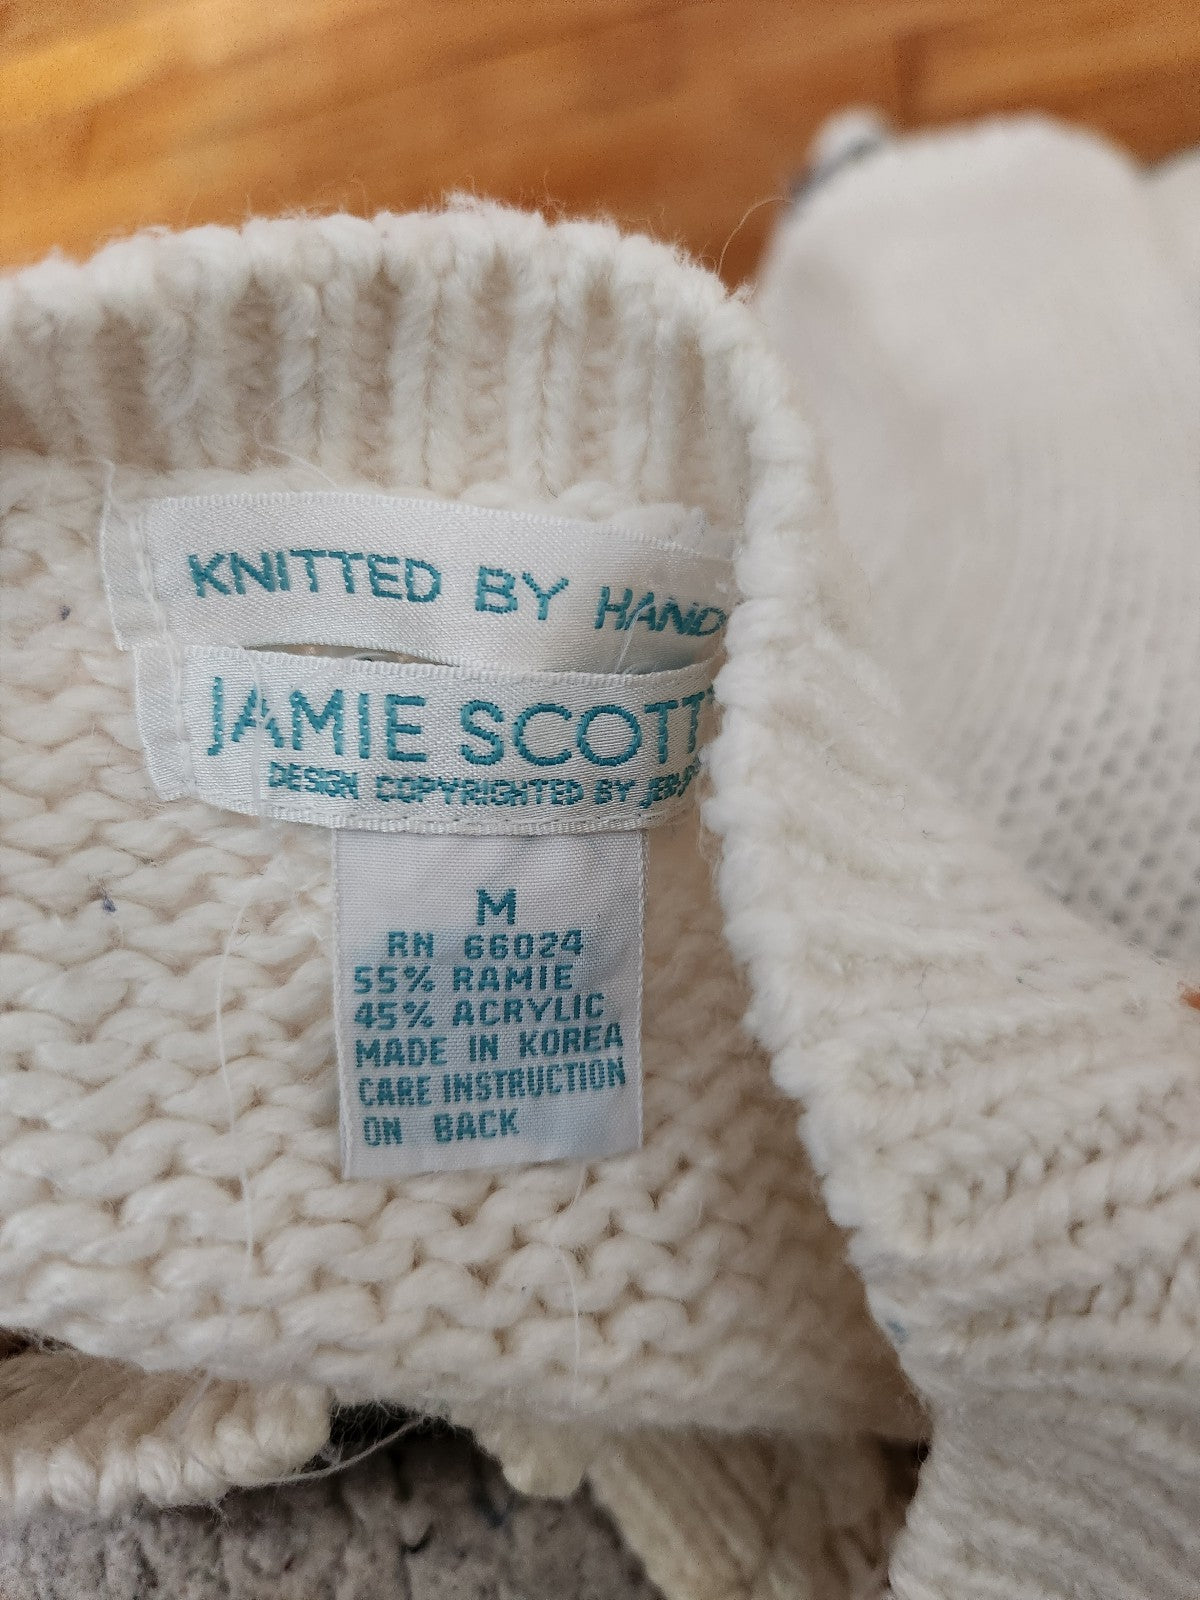 KNITTED BY HAND
JAMIE SCOTT
DESIGN COPYRIGHTED BY
M
RN 66024
55% RAMIE
45% ACRYLIC
MADE IN KOREA
CARE INSTRUCTION
ON BACK